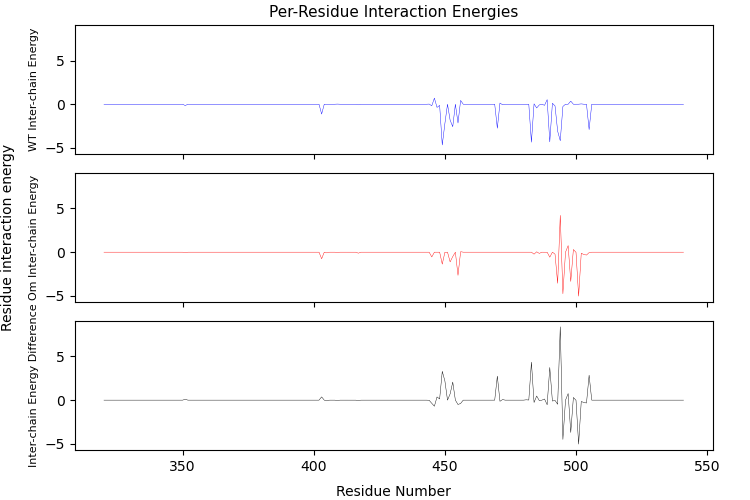 Per-Residue Interaction Energies
Residue interaction energy
WT Inter-chain Energy
5
0
−5
Om Inter-chain Energy
5
0
−5
Inter-chain Energy Difference
5
0
−5
350
400
450
500
550
Residue Number